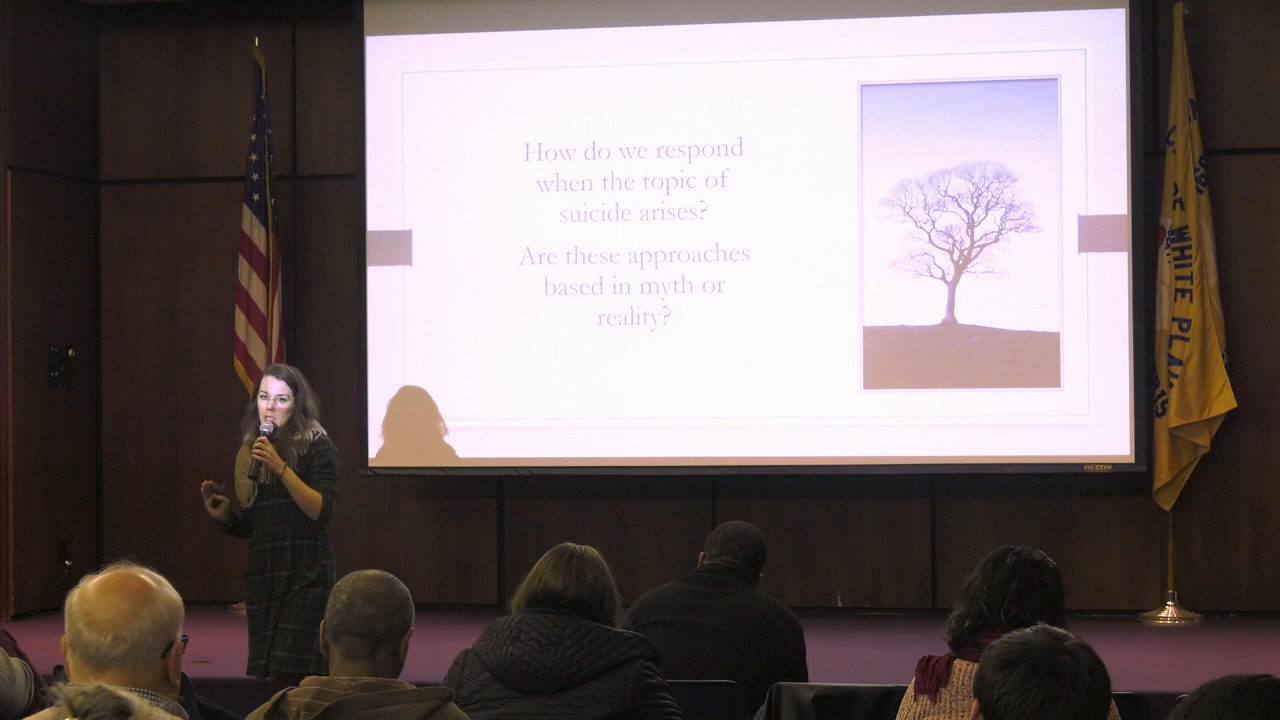 How do we respond
when the topic of
suicide arises?
Are these approaches
based in myth or
reality?
WHITE PLAINS